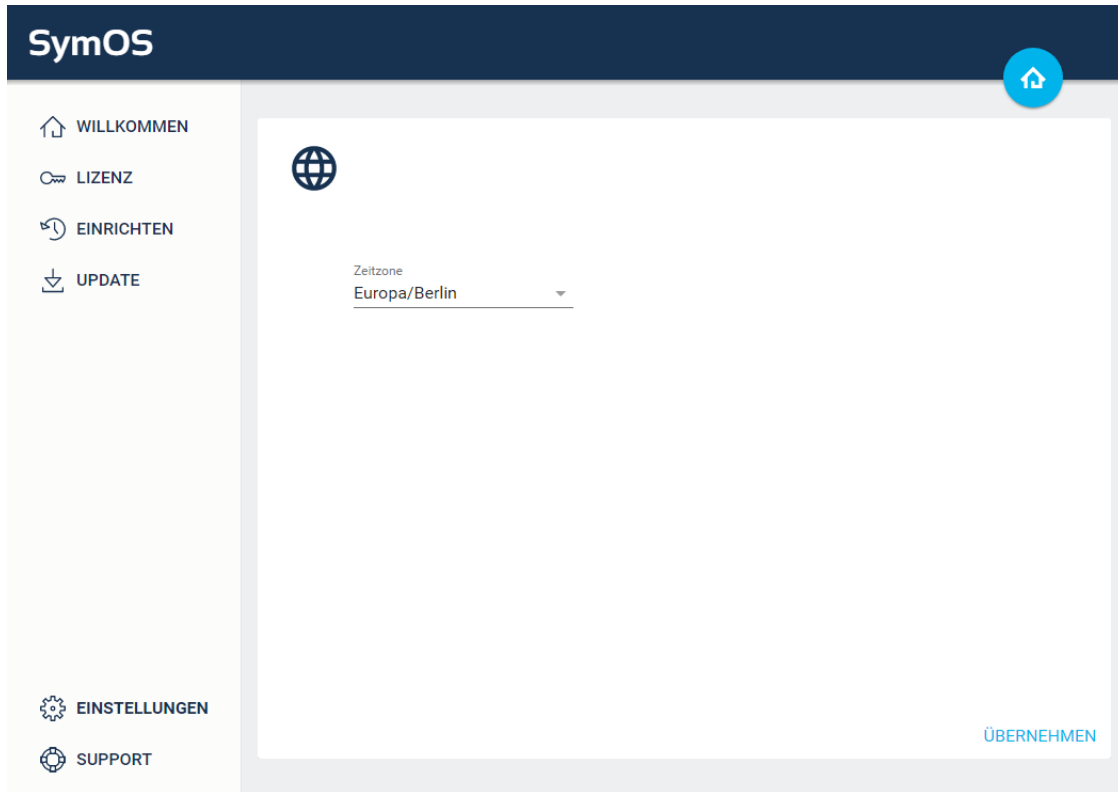 SymOS
WILLKOMMEN
LIZENZ
EINRICHTEN
UPDATE
Zeitzone
Europa/Berlin
EINSTELLUNGEN
SUPPORT
ÜBERNEHMEN